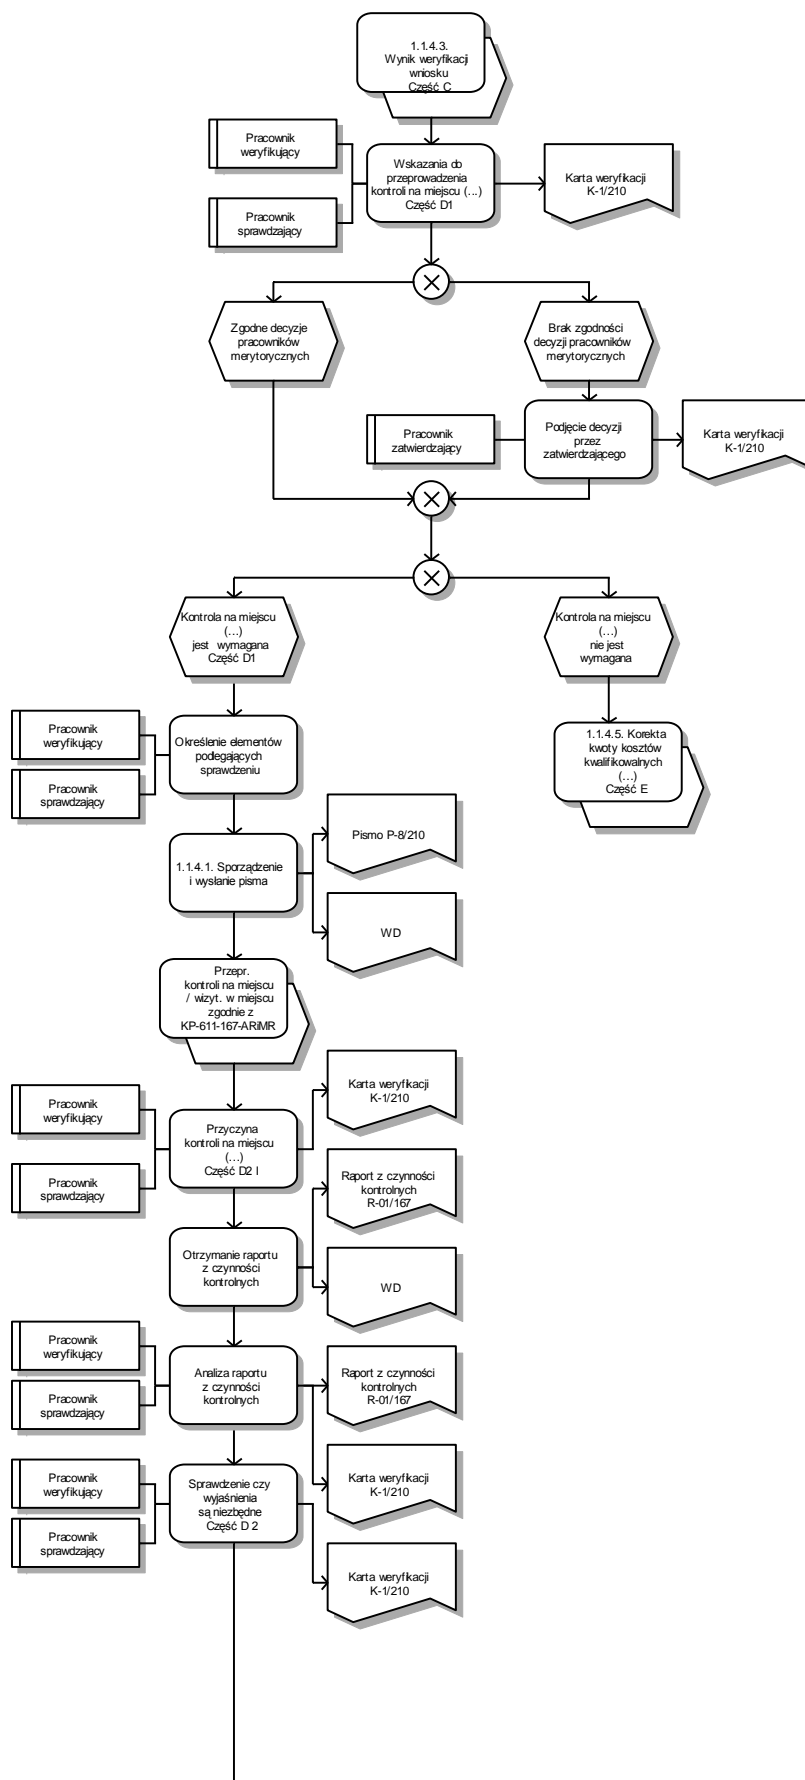 1.1.4.3.
Wynik weryfikacji
wniosku
Część C
Pracownik
weryfikujący
Wskazania do
przeprowadzenia
kontroli na miejscu (...)
Część D1
Karta weryfikacji
K-1/210
Pracownik
sprawdzający
Zgodne decyzje
pracowników
merytorycznych
Brak zgodności
decyzji pracowników
merytorycznych
Pracownik
zatwierdzający
Podjęcie decyzji
przez
zatwierdzającego
Karta weryfikacji
K-1/210
Kontrola na miejscu
(...)
jest wymagana
Część D1
Kontrola na miejscu
(...)
nie jest
wymagana
Pracownik
weryfikujący
Pracownik
sprawdzający
Określenie elementów
podlegających
sprawdzeniu
1.1.4.5. Korekta
kwoty kosztów
kwalifikowalnych
(...)
Część E
1.1.4.1. Sporządzenie
i wysłanie pisma
Pismo P-8/210
WD
Przepr.
kontroli na miejscu
/ wizyt. w miejscu
zgodnie z
KP-611-167-ARiMR
Pracownik
weryfikujący
Pracownik
sprawdzający
Przyczyna
kontroli na miejscu
(...)
Część D2 I
Karta weryfikacji
K-1/210
Raport z czynności
kontrolnych
R-01/167
Otrzymanie raportu
z czynności
kontrolnych
WD
Pracownik
weryfikujący
Pracownik
sprawdzający
Analiza raportu
z czynności
kontrolnych
Raport z czynności
kontrolnych
R-01/167
Karta weryfikacji
K-1/210
Pracownik
weryfikujący
Pracownik
sprawdzający
Sprawdzenie czy
wyjaśnienia
są niezbędne
Część D 2
Karta weryfikacji
K-1/210